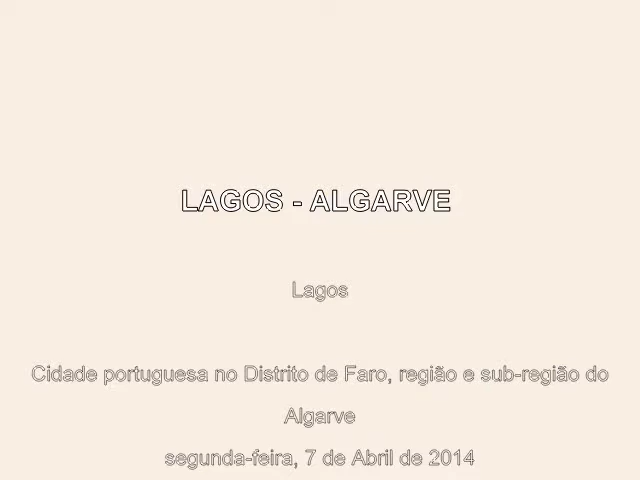 LAGOS - ALGARVE
Lagos
Cidade portuguesa no Distrito de Faro, região e sub-região do
Algarve
segunda-feira, 7 de Abril de 2014